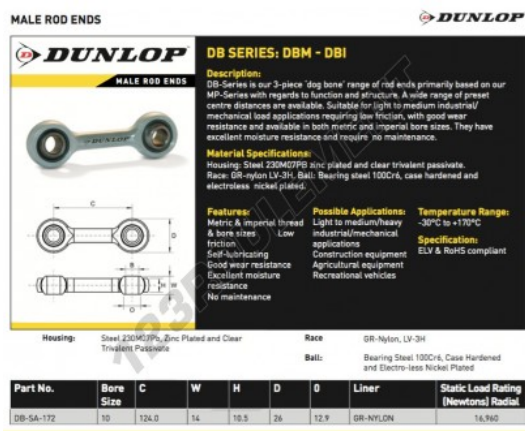 MALE ROD ENDS
DUNLOP
DUNLOP
MALE ROD ENDS
DB SERIES: DBM - DBI
Description:
DB-Series is our 3-piece 'dog bone' range of rod ends primarily based on our
MP-Series with regards to function and structure. A wide range of preset
centre distances are available. Suitable for light to medium industrial/
mechanical load applications requiring low friction, with good wear
resistance and available in both metric and imperial bore sizes. They have
excellent moisture resistance and require no maintenance.
Material Specifications:
Housing: Steel 230M07PB zinc plated and clear trivalent passivate.
Race: GR-nylon LV-3H, Ball: Bearing steel 100Cr6, case hardened and
electroless nickel plated.
Features:
Metric & imperial thread
& bore sizes Low
friction
Self-lubricating
Good wear resistance
Excellent moisture
resistance
No maintenance
Possible Applications:
Light to medium/heavy
industrial/mechanical
applications
Construction equipment
Agricultural equipment
Recreational vehicles
Temperature Range:
-30°C to +170°C
Specification:
ELV & RoHS compliant
DUNLOP
C
D
B
H
W
O
123ROULEMENT
Housing: Steel 230M07Pb, Zinc Plated and Clear
Trivalent Passivate
Race GR-Nylon, LV-3H
Ball: Bearing Steel 100Cr6, Case Hardened
and Electro-less Nickel Plated
Part No. Bore Size C W H D 0 Liner Static Load Rating (Newtons) Radial
DB-SA-172 10 124.0 14 10.5 26 12.9 GR-NYLON 16,960